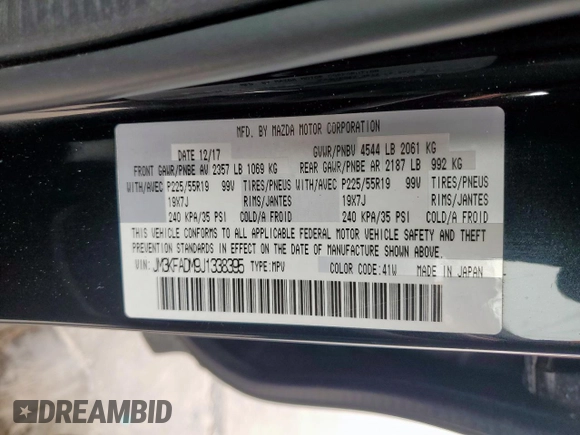 MFD. BY MAZDA MOTOR CORPORATION
DATE 12/17 GVWR/PNBV 4544 LB 2061 KG
FRONT GAWR/PNBE AV 2357 LB 1069 KG REAR GAWR/PNBE AR 2187 LB 992 KG
WITH/AVEC P225/55R19 99V TIRES/PNEUS WITH/AVEC P225/55R19 99V TIRES/PNEUS
19X7J RIMS/JANTES 19X7J RIMS/JANTES
240 KPA/35 PSI COLD/A FROID 240 KPA/35 PSI COLD/A FROID
THIS VEHICLE CONFORMS TO ALL APPLICABLE FEDERAL MOTOR VEHICLE SAFETY AND THEFT
PREVENTION STANDARDS IN EFFECT ON THE DATE OF MANUFACTURE SHOWN ABOVE.
VIN: JM3KFADM9J1338395 TYPE:MPV COLOR CODE:41W MADE IN JAPAN
DREAMBID